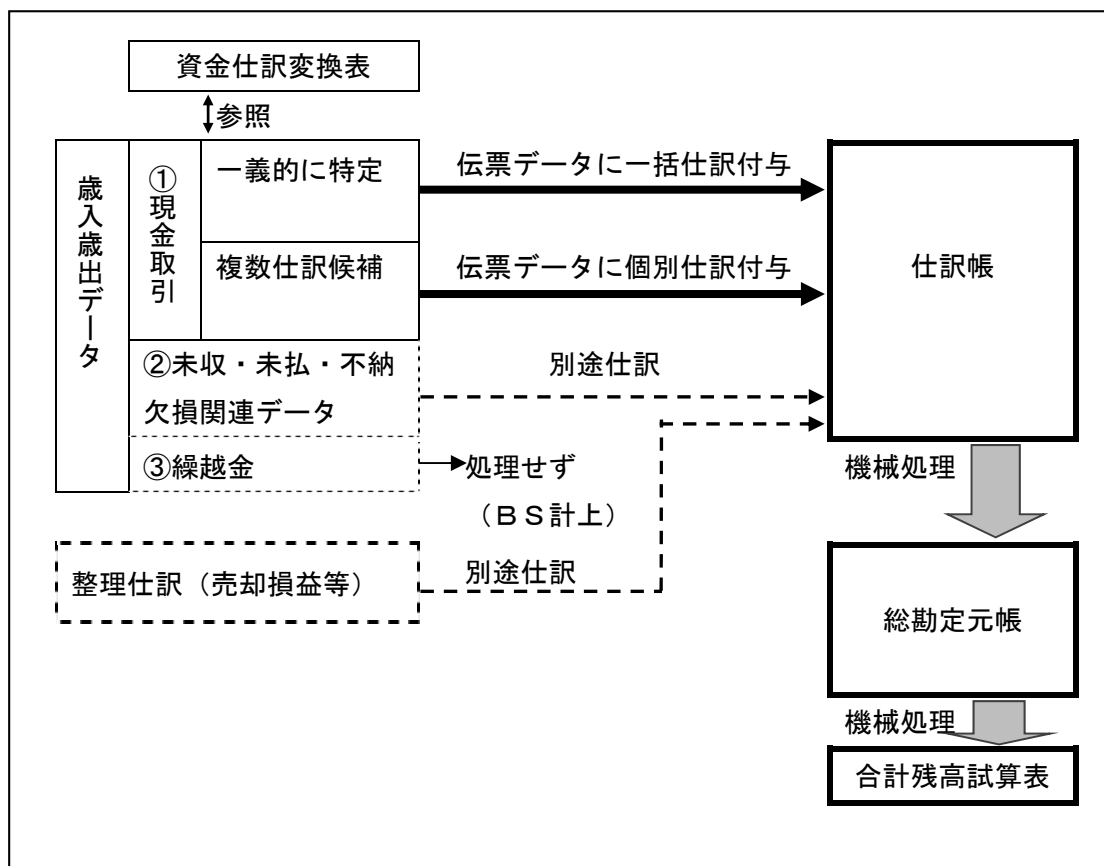 資金仕訳変換表
参照
歳入歳出データ
①現金取引
一義的に特定
伝票データに一括仕訳付与
複数仕訳候補
伝票データに個別仕訳付与
仕訳帳
②未収・未払・不納
欠損関連データ
別途仕訳
③繰越金
処理せず
（ＢＳ計上）
機械処理
整理仕訳（売却損益等）
別途仕訳
総勘定元帳
機械処理
合計残高試算表